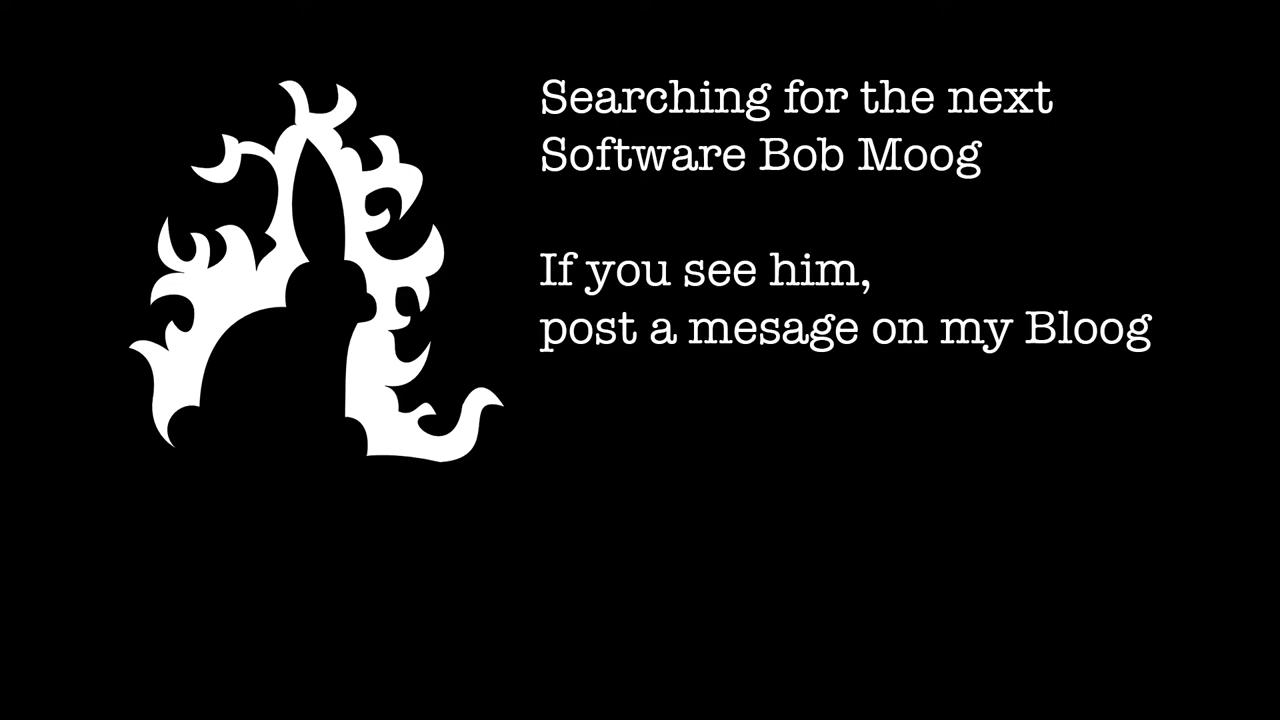 Searching for the next
Software Bob Moog
If you see him,
post a mesage on my Bloog